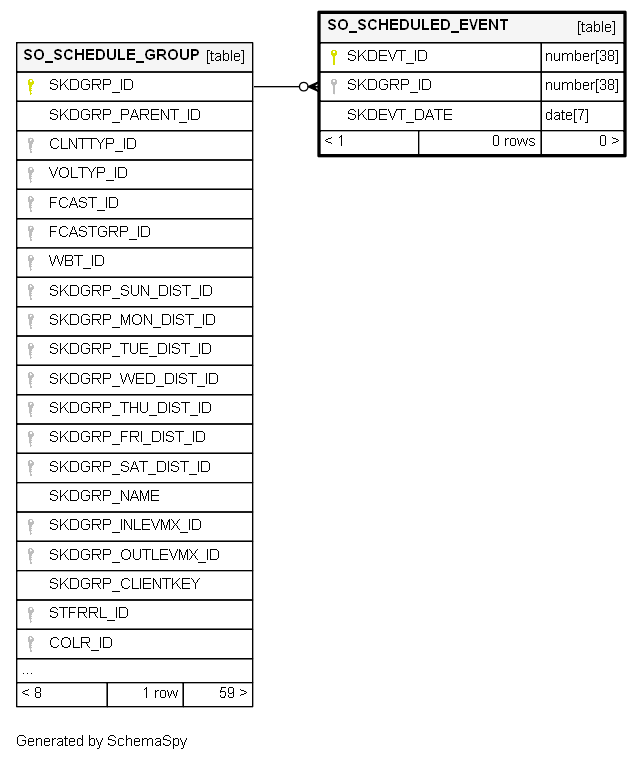 SO_SCHEDULED_EVENT [table]
SKDEVT_ID number[38]
SKDGRP_ID number[38]
SKDEVT_DATE date[7]
< 1 0 rows 0 >
SO_SCHEDULE_GROUP [table]
SKDGRP_ID
SKDGRP_PARENT_ID
CLNTTYP_ID
VOLTYP_ID
FCAST_ID
FCASTGRP_ID
WBT_ID
SKDGRP_SUN_DIST_ID
SKDGRP_MON_DIST_ID
SKDGRP_TUE_DIST_ID
SKDGRP_WED_DIST_ID
SKDGRP_THU_DIST_ID
SKDGRP_FRI_DIST_ID
SKDGRP_SAT_DIST_ID
SKDGRP_NAME
SKDGRP_INLEVMX_ID
SKDGRP_OUTLEVMX_ID
SKDGRP_CLIENTKEY
STFRRL_ID
COLR_ID
...
< 8 1 row 59 >
Generated by SchemaSpy